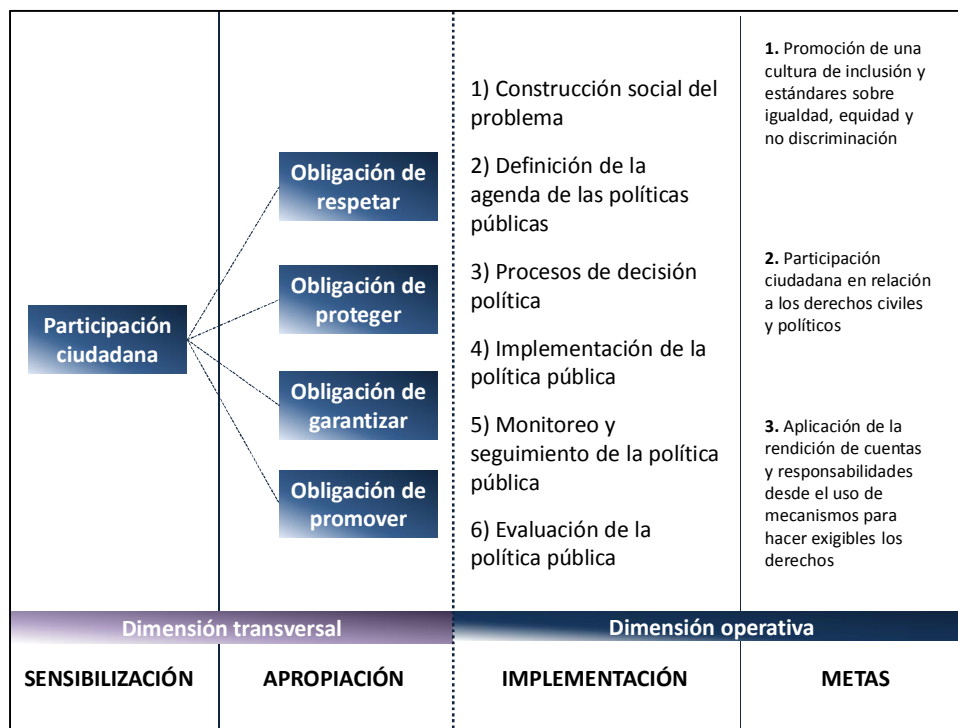 Participación
ciudadana
Obligación de
respetar
Obligación de
proteger
Obligación de
garantizar
Obligación de
promover
1) Construcción social del
problema
2) Definición de la
agenda de las políticas
públicas
3) Procesos de decisión
política
4) Implementación de la
política pública
5) Monitoreo y
seguimiento de la política
pública
6) Evaluación de la
política pública
1. Promoción de una
cultura de inclusión y
estándares sobre
igualdad, equidad y
no discriminación
2. Participación
ciudadana en relación
a los derechos civiles
y políticos
3. Aplicación de la
rendición de cuentas
y responsabilidades
desde el uso de
mecanismos para
hacer exigibles los
derechos
Dimensión transversal
Dimensión operativa
SENSIBILIZACIÓN
APROPIACIÓN
IMPLEMENTACIÓN
METAS